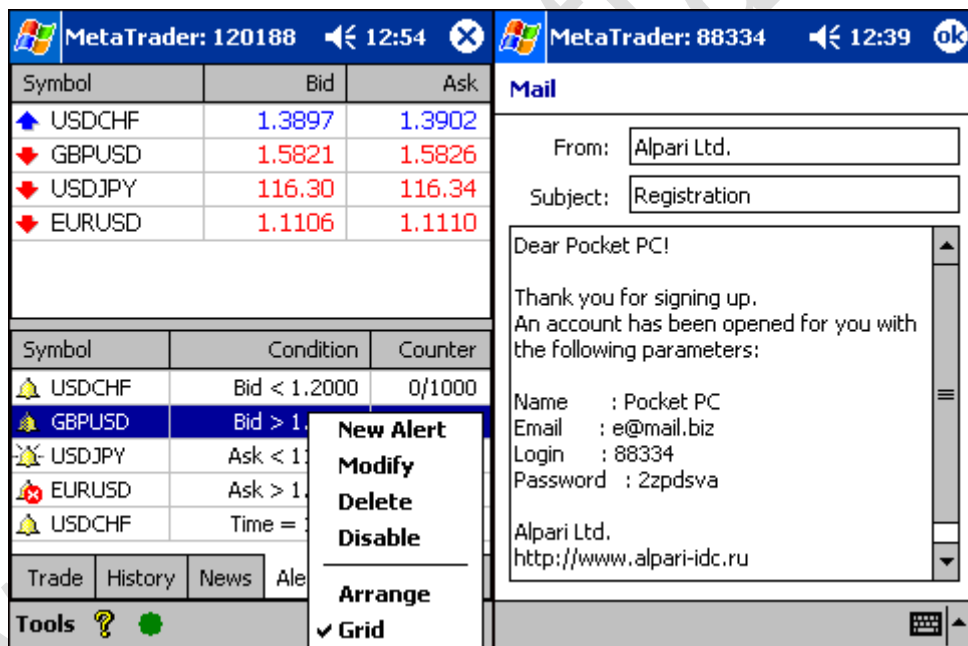 MetaTrader: 120188 12:54
Symbol Bid Ask
USDCHF 1.3897 1.3902
GBPUSD 1.5821 1.5826
USDJPY 116.30 116.34
EURUSD 1.1106 1.1110
Symbol Condition Counter
USDCHF Bid < 1.2000 0/1000
GBPUSD Bid > 1.
USDJPY Ask < 11
EURUSD Ask > 1.
USDCHF Time =
New Alert
Modify
Delete
Disable
Arrange
Grid
Trade History News Ale
Tools
MetaTrader: 88334 12:39 ok
Mail
From: Alpari Ltd.
Subject: Registration
Dear Pocket PC!
Thank you for signing up.
An account has been opened for you with
the following parameters:
Name : Pocket PC
Email : e@mail.biz
Login : 88334
Password : 2zpdsva
Alpari Ltd.
http://www.alpari-idc.ru